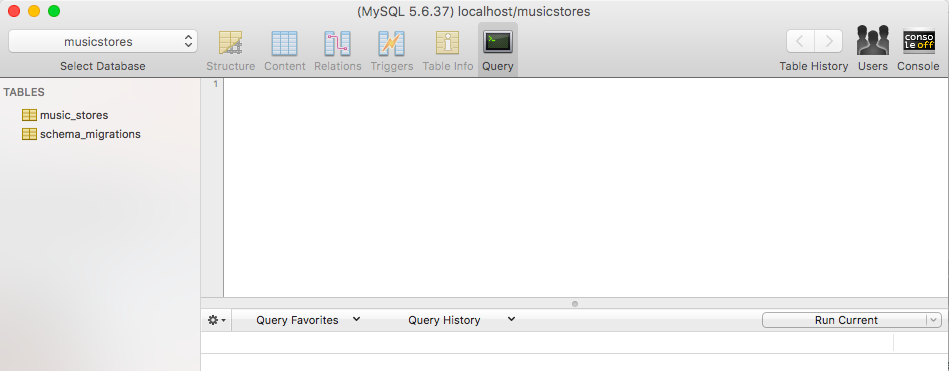 (MySQL 5.6.37) localhost/musicstores
musicstores
Select Database
Structure
Content
Relations
Triggers
Table Info
Query
Table History
Users
conso
le off
Console
TABLES
music_stores
schema_migrations
1
Query Favorites
Query History
Run Current